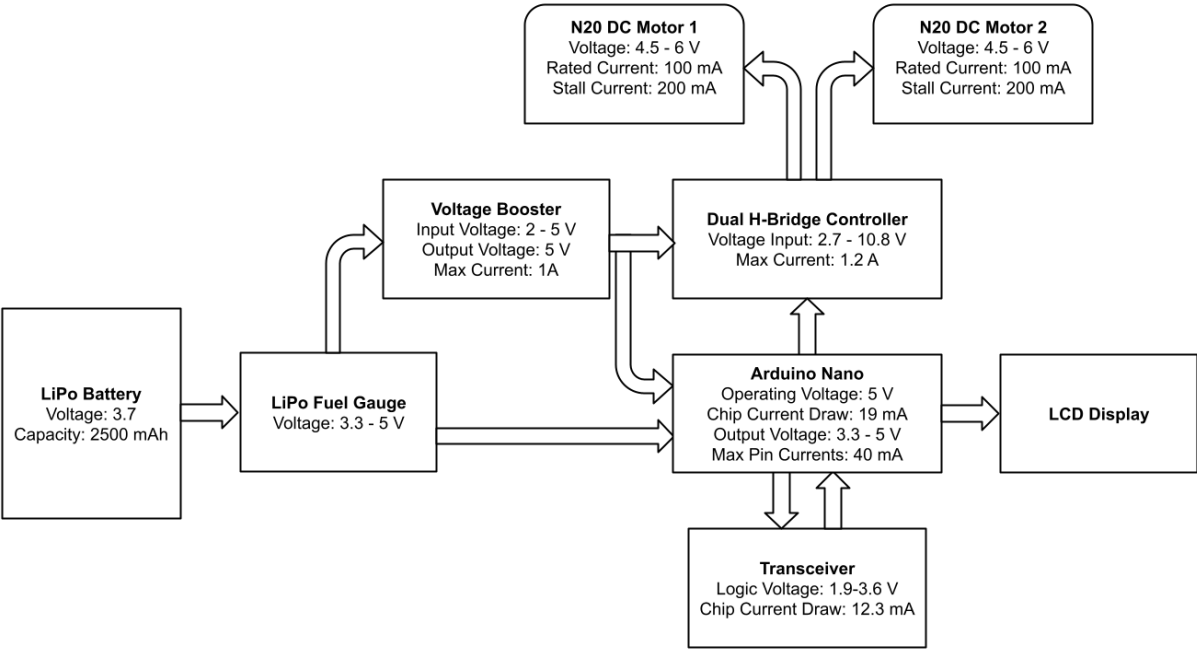 N20 DC Motor 1
Voltage: 4.5 - 6 V
Rated Current: 100 mA
Stall Current: 200 mA
N20 DC Motor 2
Voltage: 4.5 - 6 V
Rated Current: 100 mA
Stall Current: 200 mA
Voltage Booster
Input Voltage: 2 - 5 V
Output Voltage: 5 V
Max Current: 1A
Dual H-Bridge Controller
Voltage Input: 2.7 - 10.8 V
Max Current: 1.2 A
LiPo Battery
Voltage: 3.7
Capacity: 2500 mAh
LiPo Fuel Gauge
Voltage: 3.3 - 5 V
Arduino Nano
Operating Voltage: 5 V
Chip Current Draw: 19 mA
Output Voltage: 3.3 - 5 V
Max Pin Currents: 40 mA
LCD Display
Transceiver
Logic Voltage: 1.9-3.6 V
Chip Current Draw: 12.3 mA